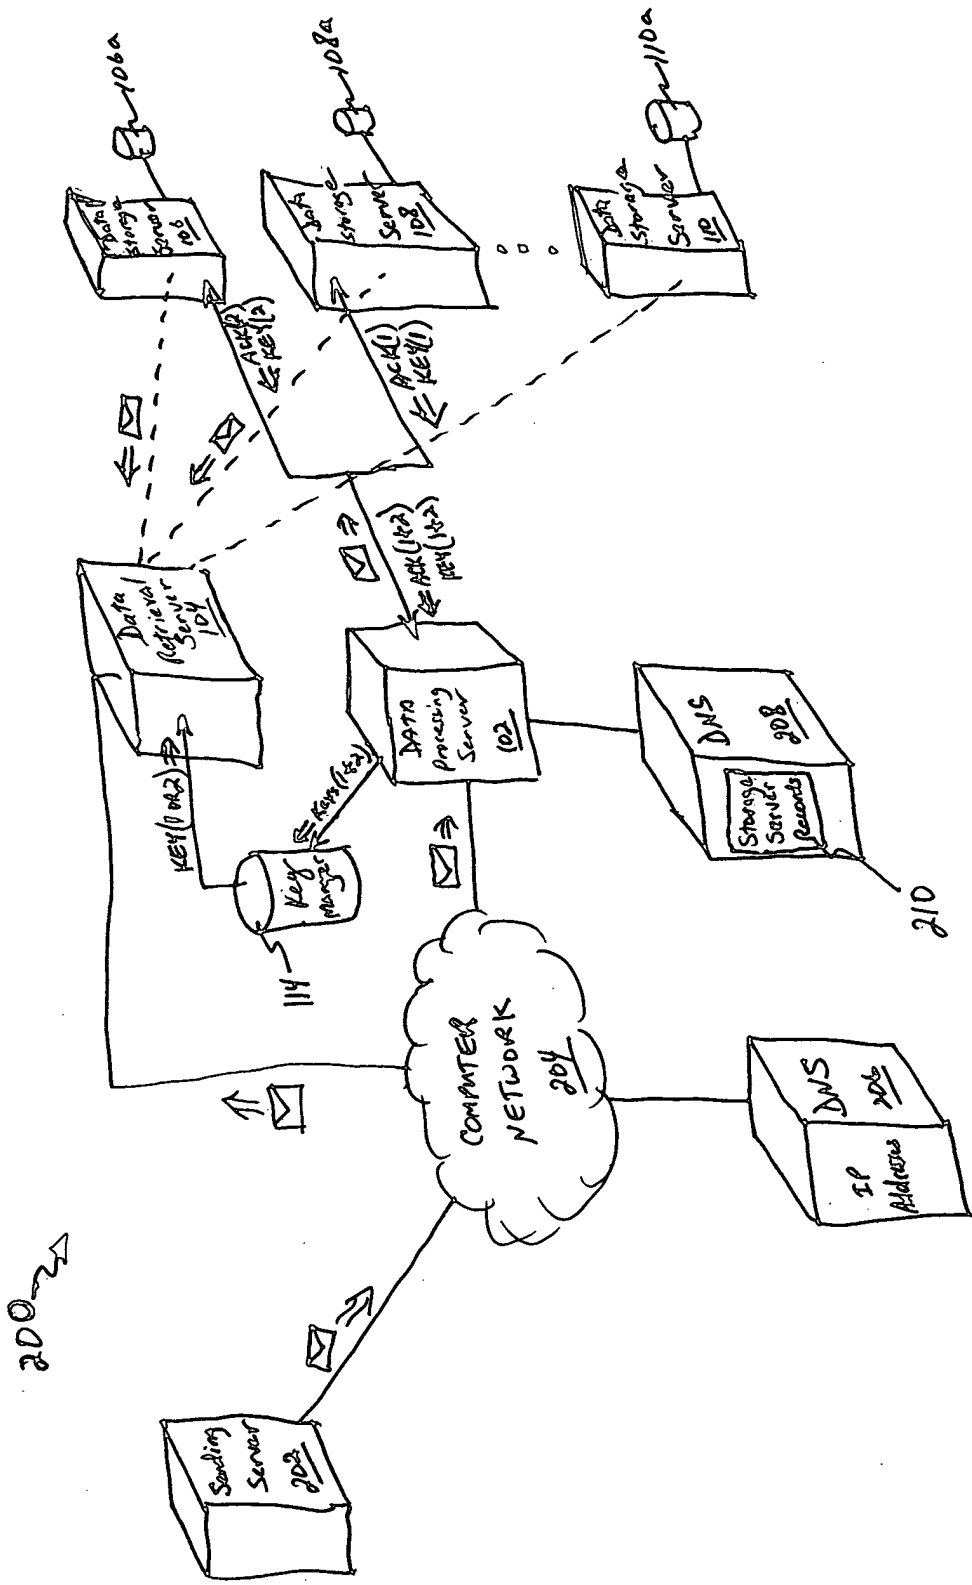 200
Sending
Server
202
COMPUTER
NETWORK
204
IP
Addresses
DNS
206
114
Key
Manger
KEY(1 OR 2)
Keys(1&2)
Data
Retrieval
Server
104
DATA
Processing
Server
102
DNS
208
Storage
Server
Records
210
ACK(1&2)
KEY(1&2)
ACK(2)
KEY(2)
ACK(1)
KEY(1)
Data
Storage
Server
106
106a
Data
Storage
Server
108
108a
Data
Storage
Server
110
110a